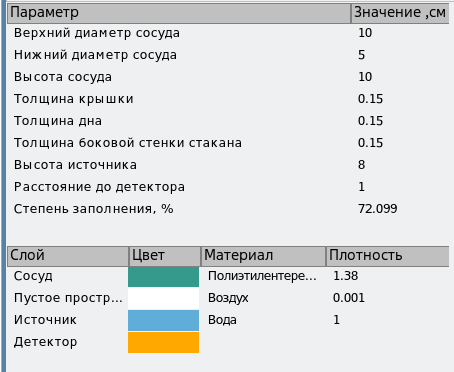 Параметр Значение ,см
Верхний диаметр сосуда 10
Нижний диаметр сосуда 5
Высота сосуда 10
Толщина крышки 0.15
Толщина дна 0.15
Толщина боковой стенки стакана 0.15
Высота источника 8
Расстояние до детектора 1
Степень заполнения, % 72.099
Слой Цвет Материал Плотность
Сосуд Полиэтилентере... 1.38
Пустое простр... Воздух 0.001
Источник Вода 1
Детектор